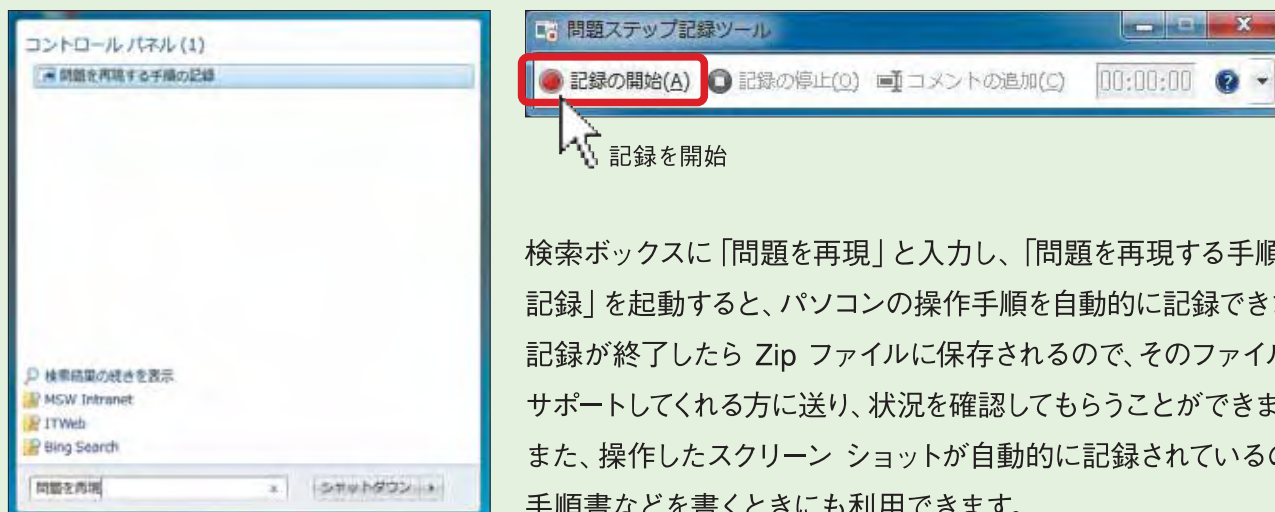 コントロール パネル (1)
問題を再現する手順の記録
検索結果の続きを表示
MSW Intranet
ITWeb
Bing Search
問題を再現
シャットダウン
問題ステップ記録ツール
記録の開始(A) 記録の停止(O) コメントの追加(C) 00:00:00
記録を開始
検索ボックスに「問題を再現」と入力し、「問題を再現する手順
記録」を起動すると、パソコンの操作手順を自動的に記録でき
記録が終了したら Zip ファイルに保存されるので、そのファイル
サポートしてくれる方に送り、状況を確認してもらうことができま
また、操作したスクリーン ショットが自動的に記録されているの
手順書などを書くときにも利用できます。